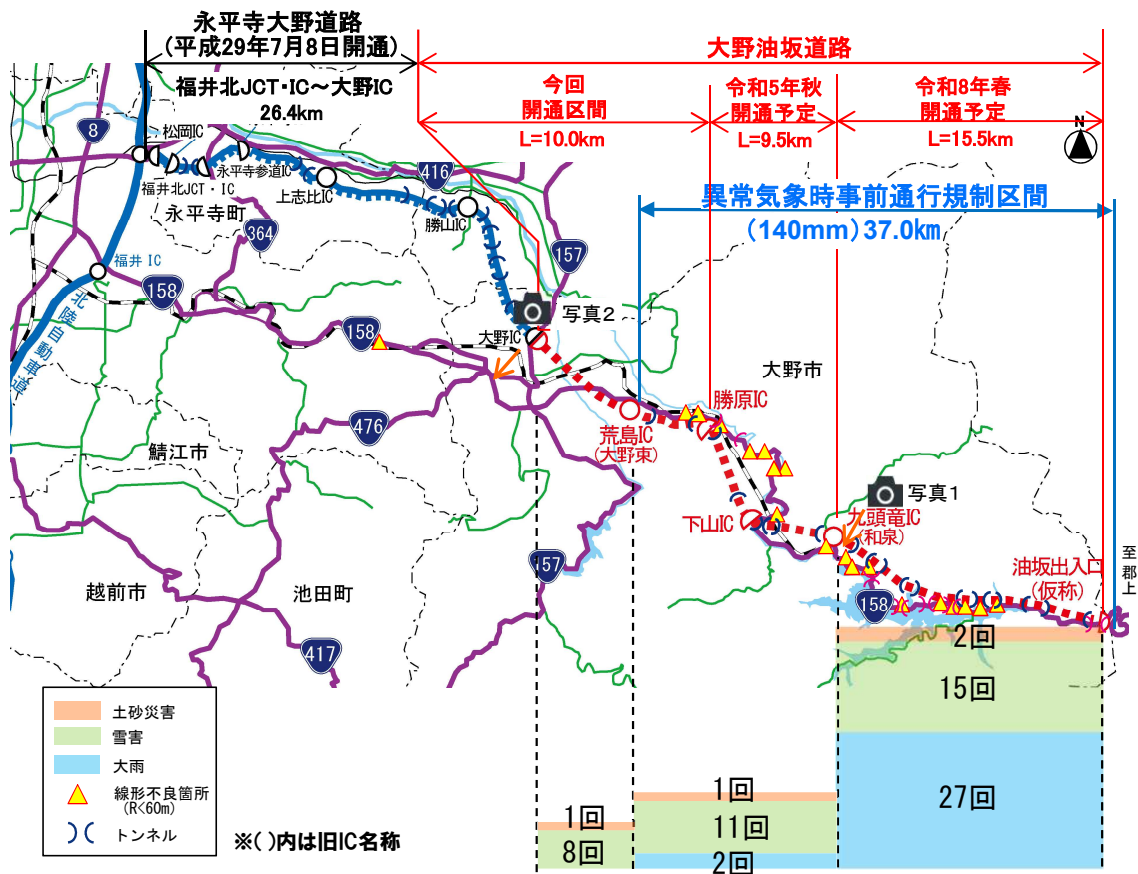 永平寺大野道路
(平成29年7月8日開通)
福井北JCT・IC～大野IC
26.4km
大野油坂道路
今回
開通区間
L=10.0km
令和5年秋
開通予定
L=9.5km
令和8年春
開通予定
L=15.5km
N
異常気象時事前通行規制区間
(140mm)37.0km
8
松岡IC
福井北JCT・IC
永平寺参道IC
永平寺町
上志比IC
416
勝山IC
364
157
福井IC
158
北陸自動車道
158
大野IC
写真2
大野市
勝原IC
476
荒島IC
(大野東)
鯖江市
写真1
下山IC
九頭竜IC
(和泉)
157
油坂出入口
(仮称)
至郡上
越前市
池田町
158
417
2回
15回
27回
1回
11回
2回
1回
8回
土砂災害
雪害
大雨
線形不良箇所
(R<60m)
トンネル
※( )内は旧IC名称